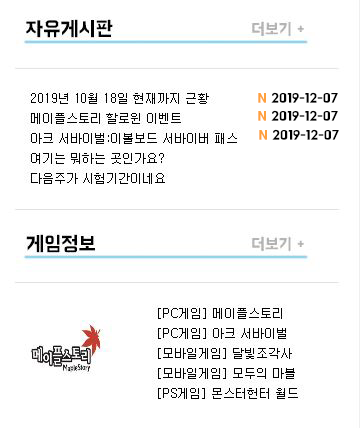 자유게시판 더보기 +
2019년 10월 18일 현재까지 근황 N 2019-12-07
메이플스토리 할로윈 이벤트 N 2019-12-07
아크 서바이벌:이볼보드 서바이버 패스 N 2019-12-07
여기는 뭐하는 곳인가요?
다음주가 시험기간이네요
게임정보 더보기 +
[PC게임] 메이플스토리
[PC게임] 아크 서바이벌
[모바일게임] 달빛조각사
[모바일게임] 모두의 마블
[PS게임] 몬스터헌터 월드
메이플스토리
MapleStory